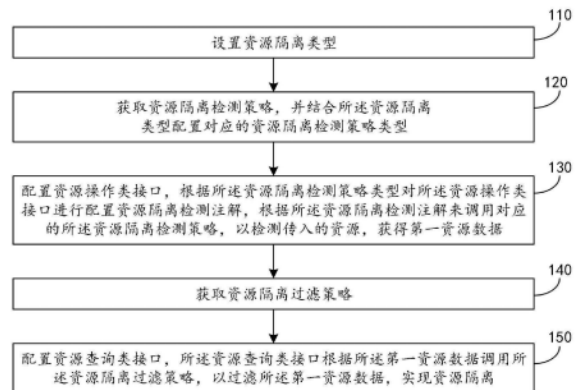 110
设置资源隔离类型
120
获取资源隔离检测策略，并结合所述资源隔离
类型配置对应的资源隔离检测策略类型
130
配置资源操作类接口，根据所述资源隔离检测策略类型对所述资源操作类
接口进行配置资源隔离检测注解，根据所述资源隔离检测注解来调用对应
的所述资源隔离检测策略，以检测传入的资源，获得第一资源数据
140
获取资源隔离过滤策略
150
配置资源查询类接口，所述资源查询类接口根据所述第一资源数据调用所
述资源隔离过滤策略，以过滤所述第一资源数据，实现资源隔离